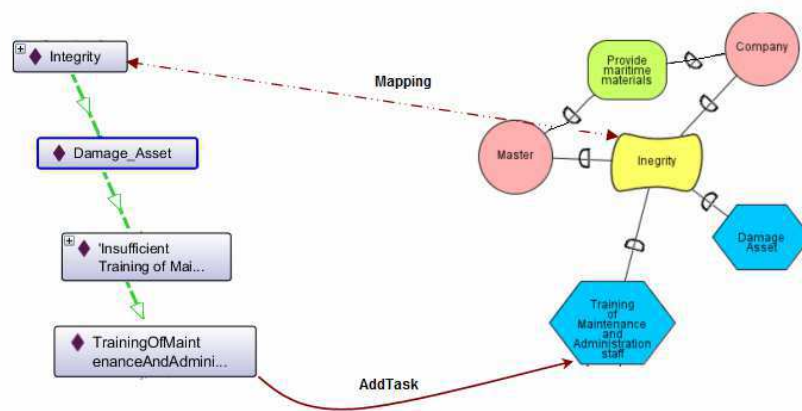 Integrity
Damage_Asset
'Insufficient
Training of Mai...
TrainingOfMaint
enanceAndAdmini...
Mapping
AddTask
Company
Provide
maritime
materials
Master
Inegrity
Damage
Asset
Training
of
Maintenance
and
Administration
staff